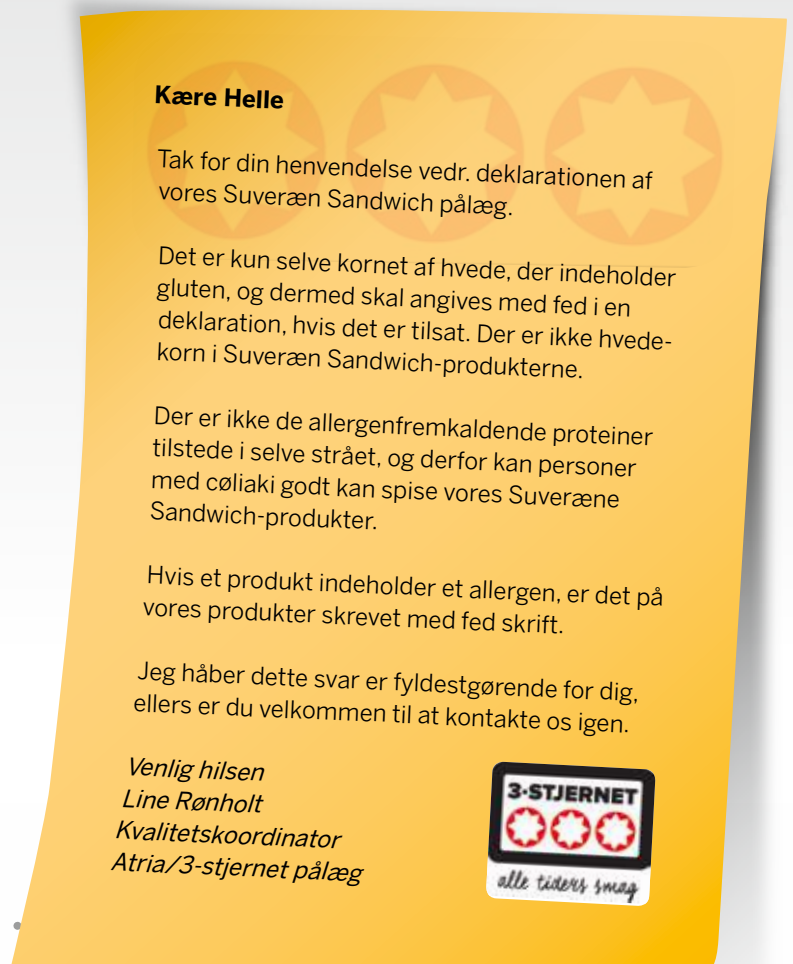 Kære Helle
Tak for din henvendelse vedr. deklarationen af
vores Suveræn Sandwich pålæg.
Det er kun selve kornet af hvede, der indeholder
gluten, og dermed skal angives med fed i en
deklaration, hvis det er tilsat. Der er ikke hvede-
korn i Suveræn Sandwich-produkterne.
Der er ikke de allergenfremkaldende proteiner
tilstede i selve strået, og derfor kan personer
med cøliaki godt kan spise vores Suveræne
Sandwich-produkter.
Hvis et produkt indeholder et allergen, er det på
vores produkter skrevet med fed skrift.
Jeg håber dette svar er fyldestgørende for dig,
ellers er du velkommen til at kontakte os igen.
Venlig hilsen
Line Rønholt
Kvalitetskoordinator
Atria/3-stjernet pålæg
3-STJERNET
alle tiders smag